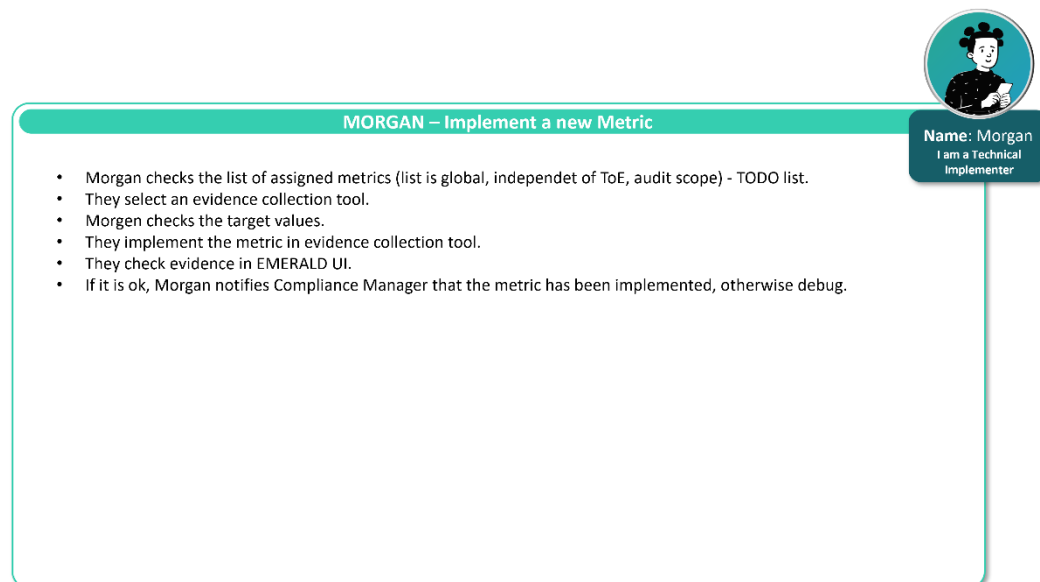 MORGAN – Implement a new Metric
Name: Morgan
I am a Technical
Implementer
• Morgan checks the list of assigned metrics (list is global, independet of ToE, audit scope) - TODO list.
• They select an evidence collection tool.
• Morgen checks the target values.
• They implement the metric in evidence collection tool.
• They check evidence in EMERALD UI.
• If it is ok, Morgan notifies Compliance Manager that the metric has been implemented, otherwise debug.